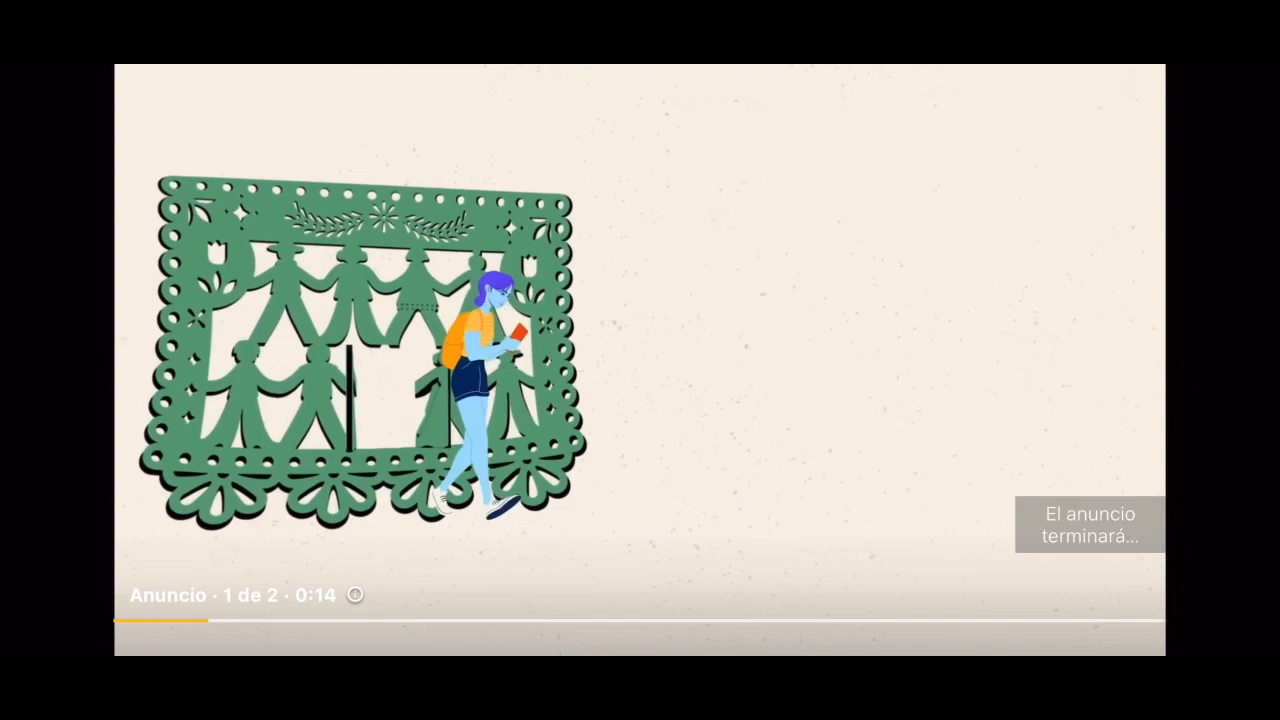 El anuncio
terminará...
Anuncio · 1 de 2 · 0:14